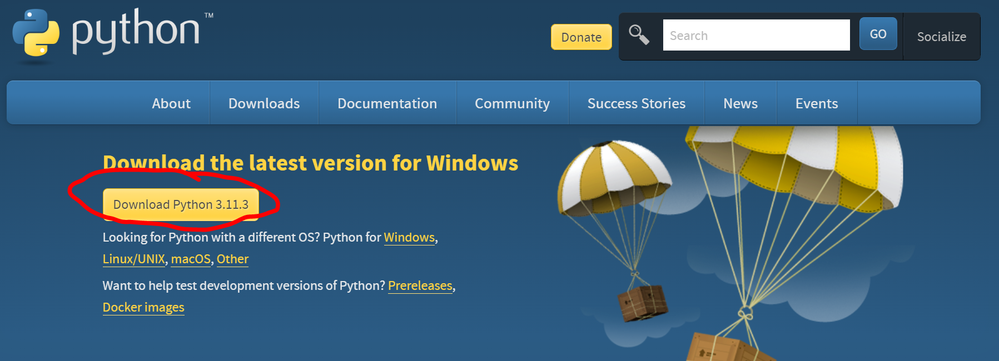 python™
Donate
Search
GO
Socialize
About
Downloads
Documentation
Community
Success Stories
News
Events
Download the latest version for Windows
Download Python 3.11.3
Looking for Python with a different OS? Python for Windows,
Linux/UNIX, macOS, Other
Want to help test development versions of Python? Prereleases,
Docker images